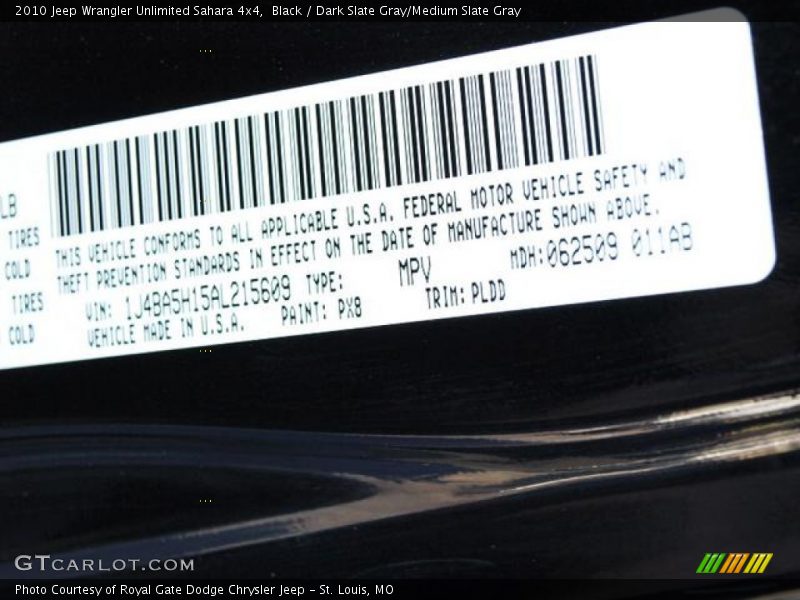 2010 Jeep Wrangler Unlimited Sahara 4x4, Black / Dark Slate Gray/Medium Slate Gray
LB
TIRES
COLD
TIRES
COLD
THIS VEHICLE CONFORMS TO ALL APPLICABLE U.S.A. FEDERAL MOTOR VEHICLE SAFETY AND
THEFT PREVENTION STANDARDS IN EFFECT ON THE DATE OF MANUFACTURE SHOWN ABOVE.
VIN: 1J4BA5H15AL215609 TYPE: MPV MDH:062509 011AB
VEHICLE MADE IN U.S.A. PAINT: PX8 TRIM:PLDD
GTCARLOT.COM
Photo Courtesy of Royal Gate Dodge Chrysler Jeep - St. Louis, MO